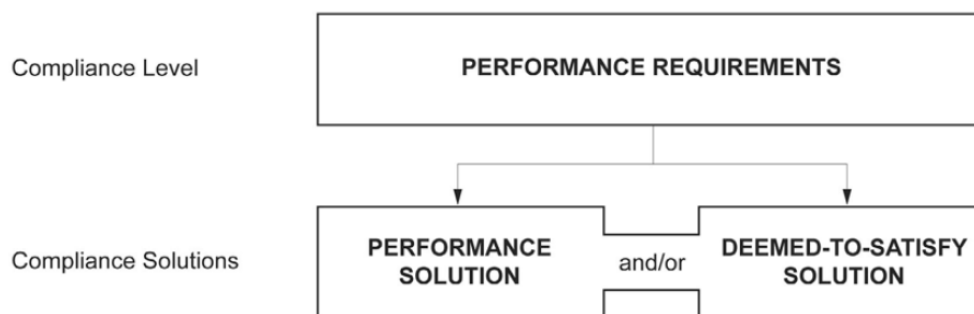 Compliance Level
PERFORMANCE REQUIREMENTS
Compliance Solutions
PERFORMANCE
SOLUTION
and/or
DEEMED-TO-SATISFY
SOLUTION